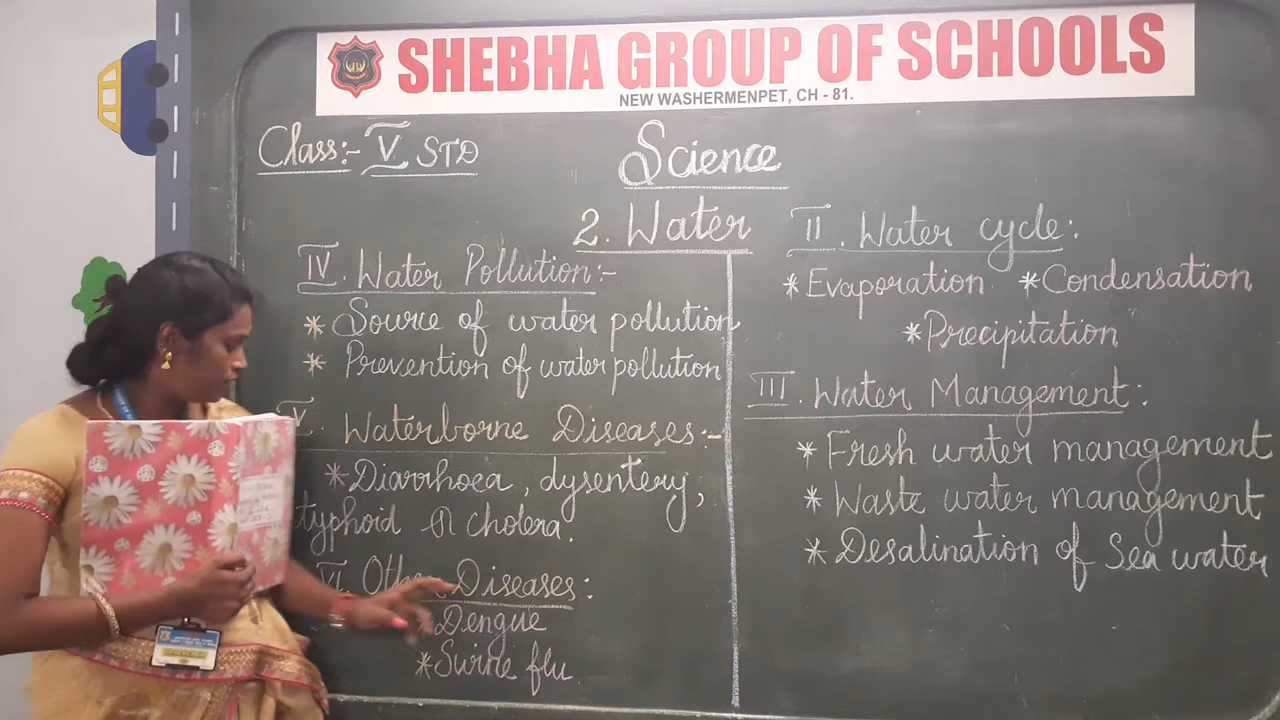 SHEBHA GROUP OF SCHOOLS
NEW WASHERMENPET, CH - 81.
Class:- V STD
Science
2. Water
IV. Water Pollution:-
* Source of water pollution
* Prevention of water pollution
V. Waterborne Diseases:-
* Diarrhoea, dysentery,
typhoid & cholera.
VI. Other Diseases:
* Dengue
* Swine flu.
II. Water cycle:
* Evaporation * Condensation
* Precipitation
III. Water Management:
* Fresh water management
* Waste water management
* Desalination of Sea water